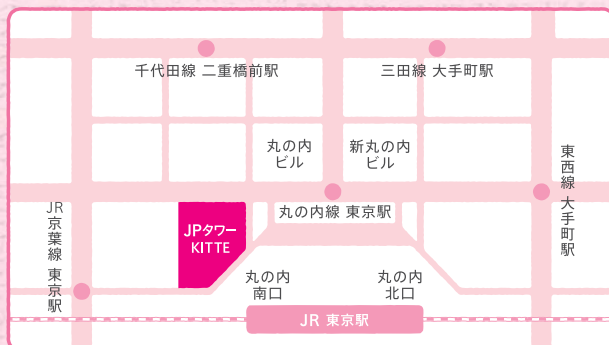 千代田線 二重橋前駅
三田線 大手町駅
丸の内
ビル
新丸の内
ビル
東西線 大手町駅
JR京葉線 東京駅
JPタワー
KITTE
丸の内線 東京駅
丸の内
南口
丸の内
北口
JR 東京駅